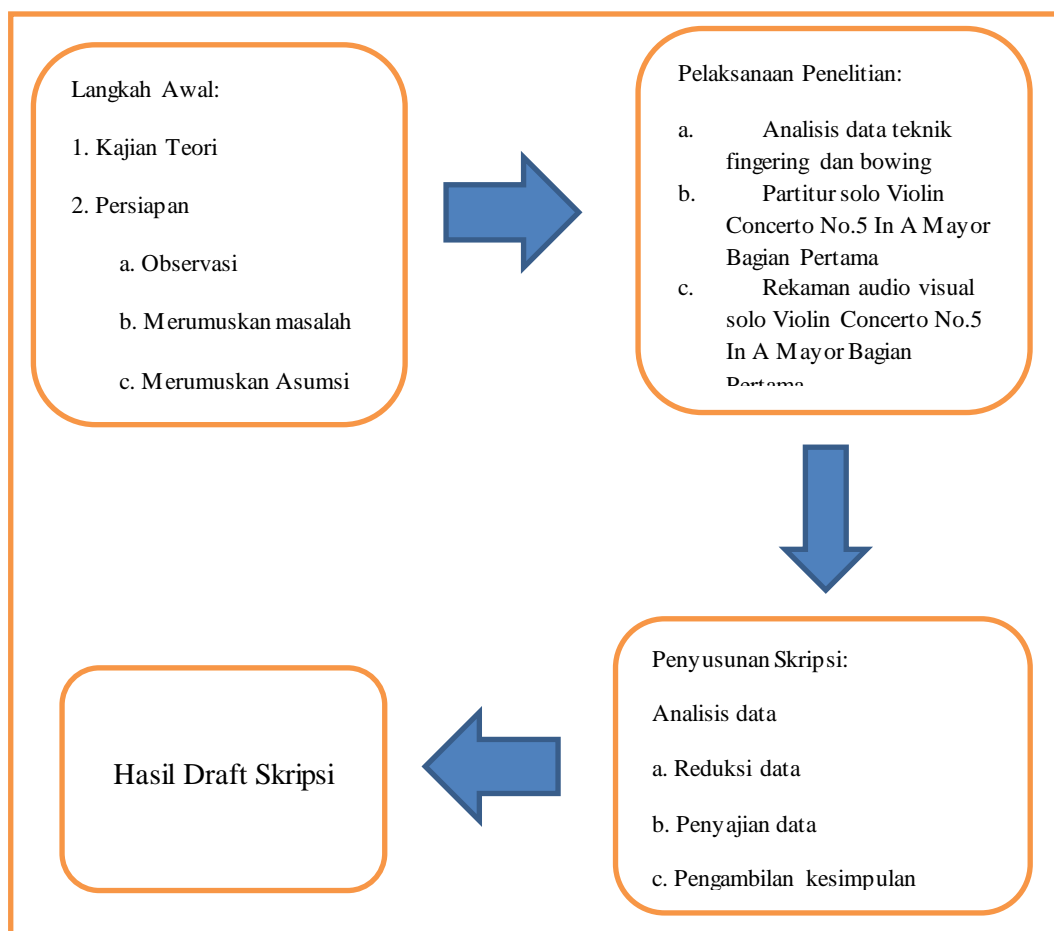 Langkah Awal:
1. Kajian Teori
2. Persiapan
a. Observasi
b. Merumuskan masalah
c. Merumuskan Asumsi
Pelaksanaan Penelitian:
a. Analisis data teknik
fingering dan bowing
b. Partitur solo Violin
Concerto No.5 In A Mayor
Bagian Pertama
c. Rekaman audio visual
solo Violin Concerto No.5
In A Mayor Bagian
Pertama
Penyusunan Skripsi:
Analisis data
a. Reduksi data
b. Penyajian data
c. Pengambilan kesimpulan
Hasil Draft Skripsi